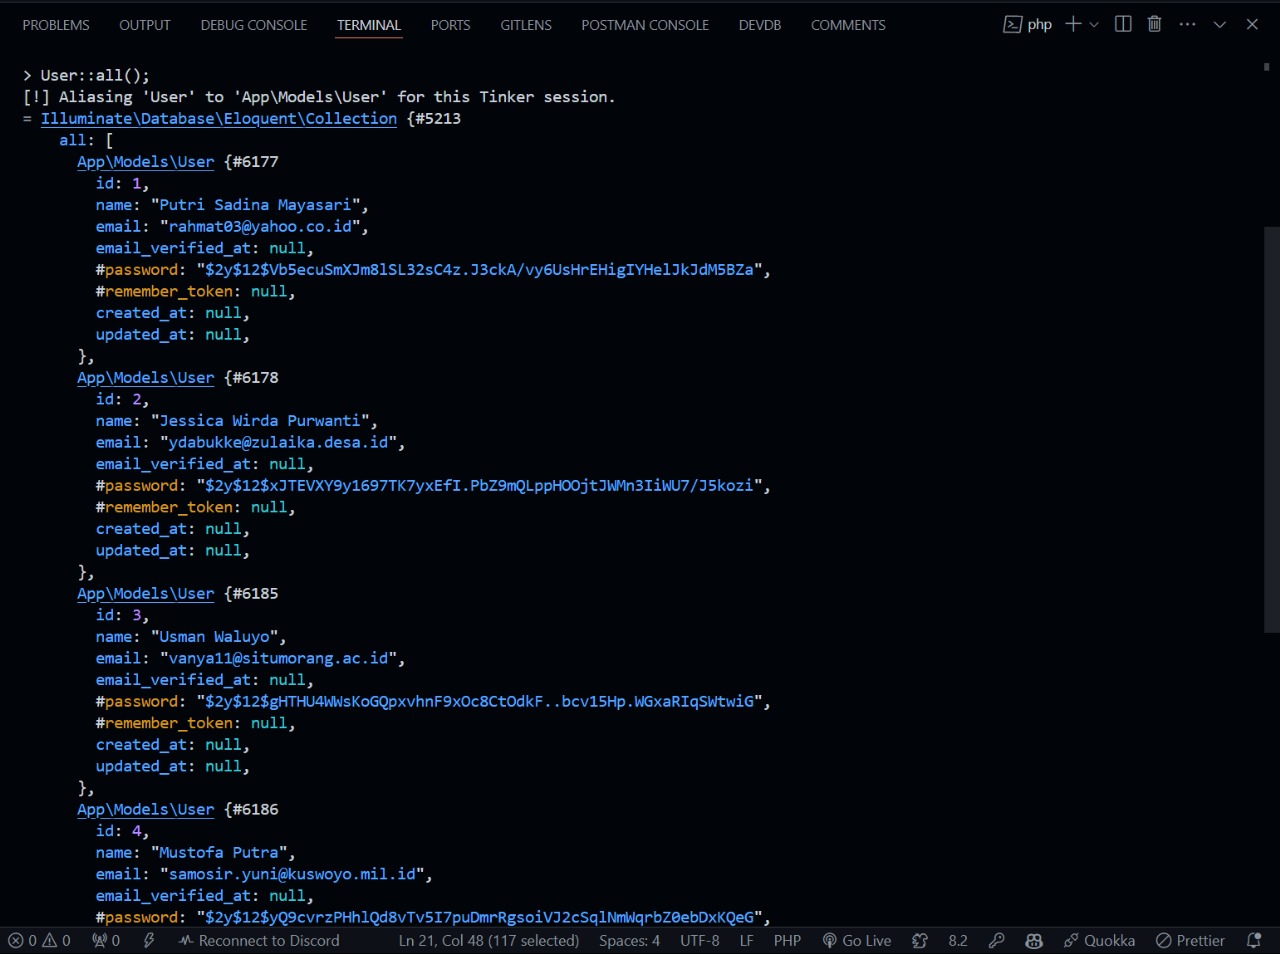 PROBLEMS OUTPUT DEBUG CONSOLE TERMINAL PORTS GITLENS POSTMAN CONSOLE DEVDB COMMENTS php
> User::all();
[!] Aliasing 'User' to 'App\Models\User' for this Tinker session.
= Illuminate\Database\Eloquent\Collection {#5213
all: [
App\Models\User {#6177
id: 1,
name: "Putri Sadina Mayasari",
email: "rahmat03@yahoo.co.id",
email_verified_at: null,
#password: "$2y$12$Vb5ecuSmXJm8lSL32sC4z.J3ckA/vy6UsHrEHigIYHelJkJdM5BZa",
#remember_token: null,
created_at: null,
updated_at: null,
},
App\Models\User {#6178
id: 2,
name: "Jessica Wirda Purwanti",
email: "ydabukke@zulaika.desa.id",
email_verified_at: null,
#password: "$2y$12$xJTEVXY9y1697TK7yxEfI.PbZ9mQLppHOOjtJWMn3IiWU7/J5kozi",
#remember_token: null,
created_at: null,
updated_at: null,
},
App\Models\User {#6185
id: 3,
name: "Usman Waluyo",
email: "vanya11@situmorang.ac.id",
email_verified_at: null,
#password: "$2y$12$gHTHU4WWsKoGQpxvhnF9xOc8CtOdkF..bcv15Hp.WGxaRIqSWtwiG",
#remember_token: null,
created_at: null,
updated_at: null,
},
App\Models\User {#6186
id: 4,
name: "Mustofa Putra",
email: "samosir.yuni@kuswoyo.mil.id",
email_verified_at: null,
#password: "$2y$12$yQ9cvrzPHhlQd8vTv5I7puDmrRgsoiVJ2cSqlNmWqrbZ0ebDxKQeG",
0 0 0 Reconnect to Discord Ln 21, Col 48 (117 selected) Spaces: 4 UTF-8 LF PHP Go Live 8.2 Quokka Prettier